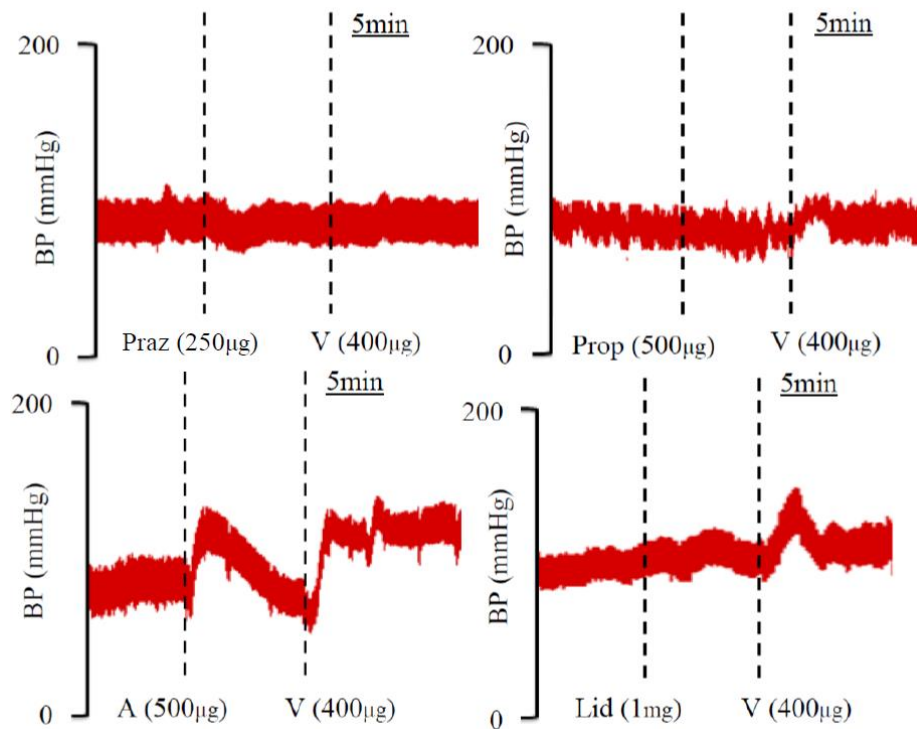 5min
200
BP (mmHg)
0
Praz (250μg)
V (400μg)
5min
200
BP (mmHg)
0
Prop (500μg)
V (400μg)
5min
200
BP (mmHg)
0
A (500μg)
V (400μg)
5min
200
BP (mmHg)
0
Lid (1mg)
V (400μg)